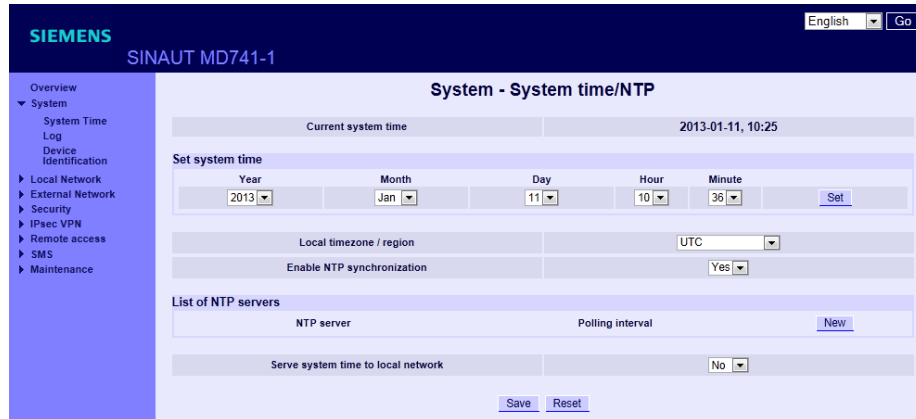 English Go
SIEMENS
SINAUT MD741-1
Overview
System
System Time
Log
Device
Identification
Local Network
External Network
Security
IPsec VPN
Remote access
SMS
Maintenance
System - System time/NTP
Current system time 2013-01-11, 10:25
Set system time
Year Month Day Hour Minute
2013 Jan 11 10 36 Set
Local timezone / region UTC
Enable NTP synchronization Yes
List of NTP servers
NTP server Polling interval New
Serve system time to local network No
Save Reset